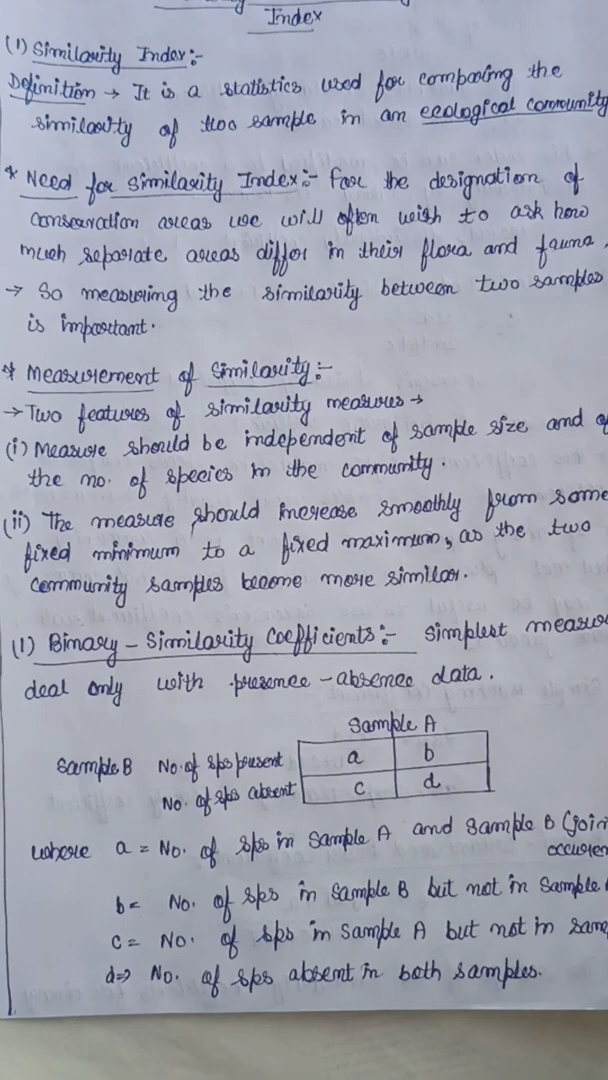 Index
(1) Similarity Index:-
Definition → It is a statistics used for comparing the
similarity of two sample in an ecological community
* Need for similarity Index:- For the designation of
conservation areas we will often wish to ask how
much separate areas differ in their flora and fauna.
→ So measuring the similarity between two samples
is important.
* Measurement of similarity:-
→ Two features of similarity measures →
(i) Measure should be independent of sample size and of
the no. of species in the community.
(ii) The measure should increase smoothly from some
fixed minimum to a fixed maximum, as the two
community samples become more similar.
(1) Binary - Similarity Coefficients:- simplest measur
deal only with presence - absence data.
Sample A
Sample B No. of sps present a b
No. of sps absent c d
where a = No. of sps in sample A and sample B (join
occuren
b = No. of sps in sample B but not in sample
c = No. of sps in sample A but not in sam
d => No. of sps absent in both samples.